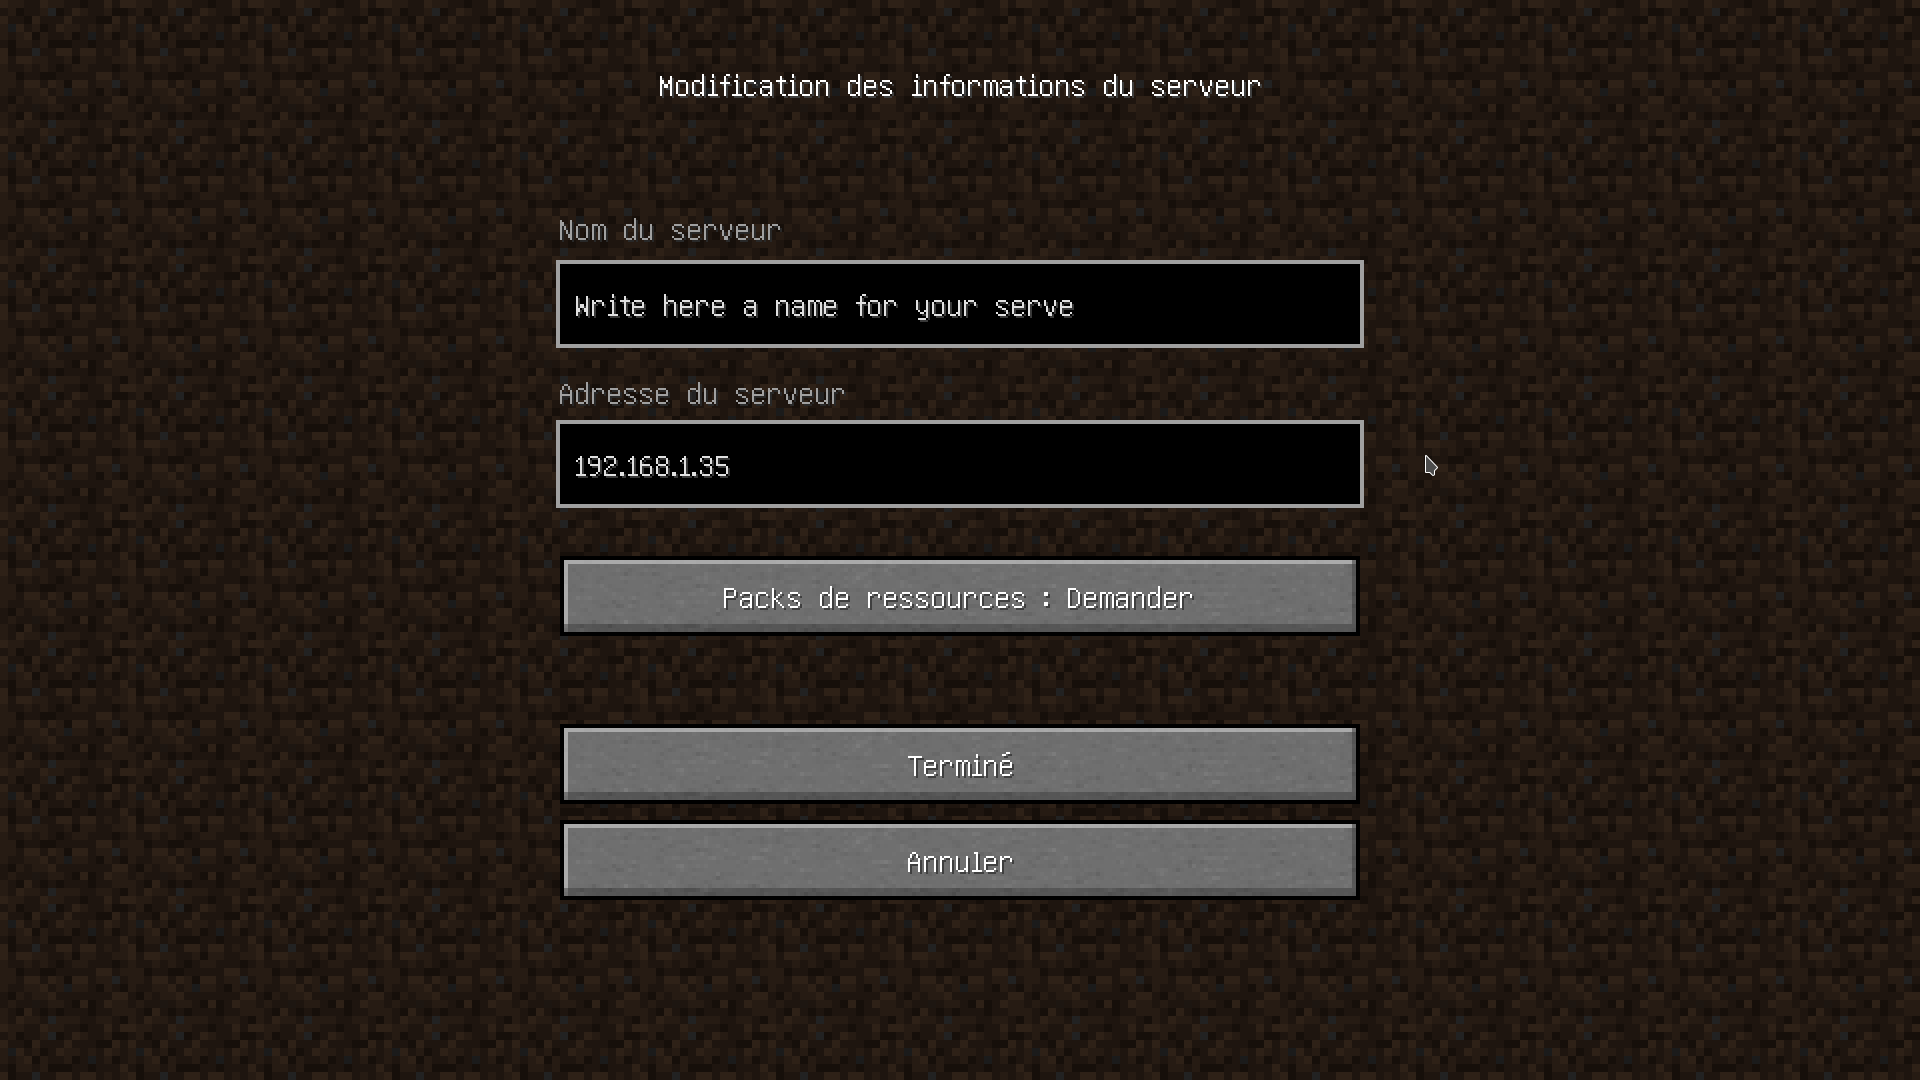 Modification des informations du serveur
Nom du serveur
Write here a name for your serve
Adresse du serveur
192.168.1.35
Packs de ressources : Demander
Terminé
Annuler